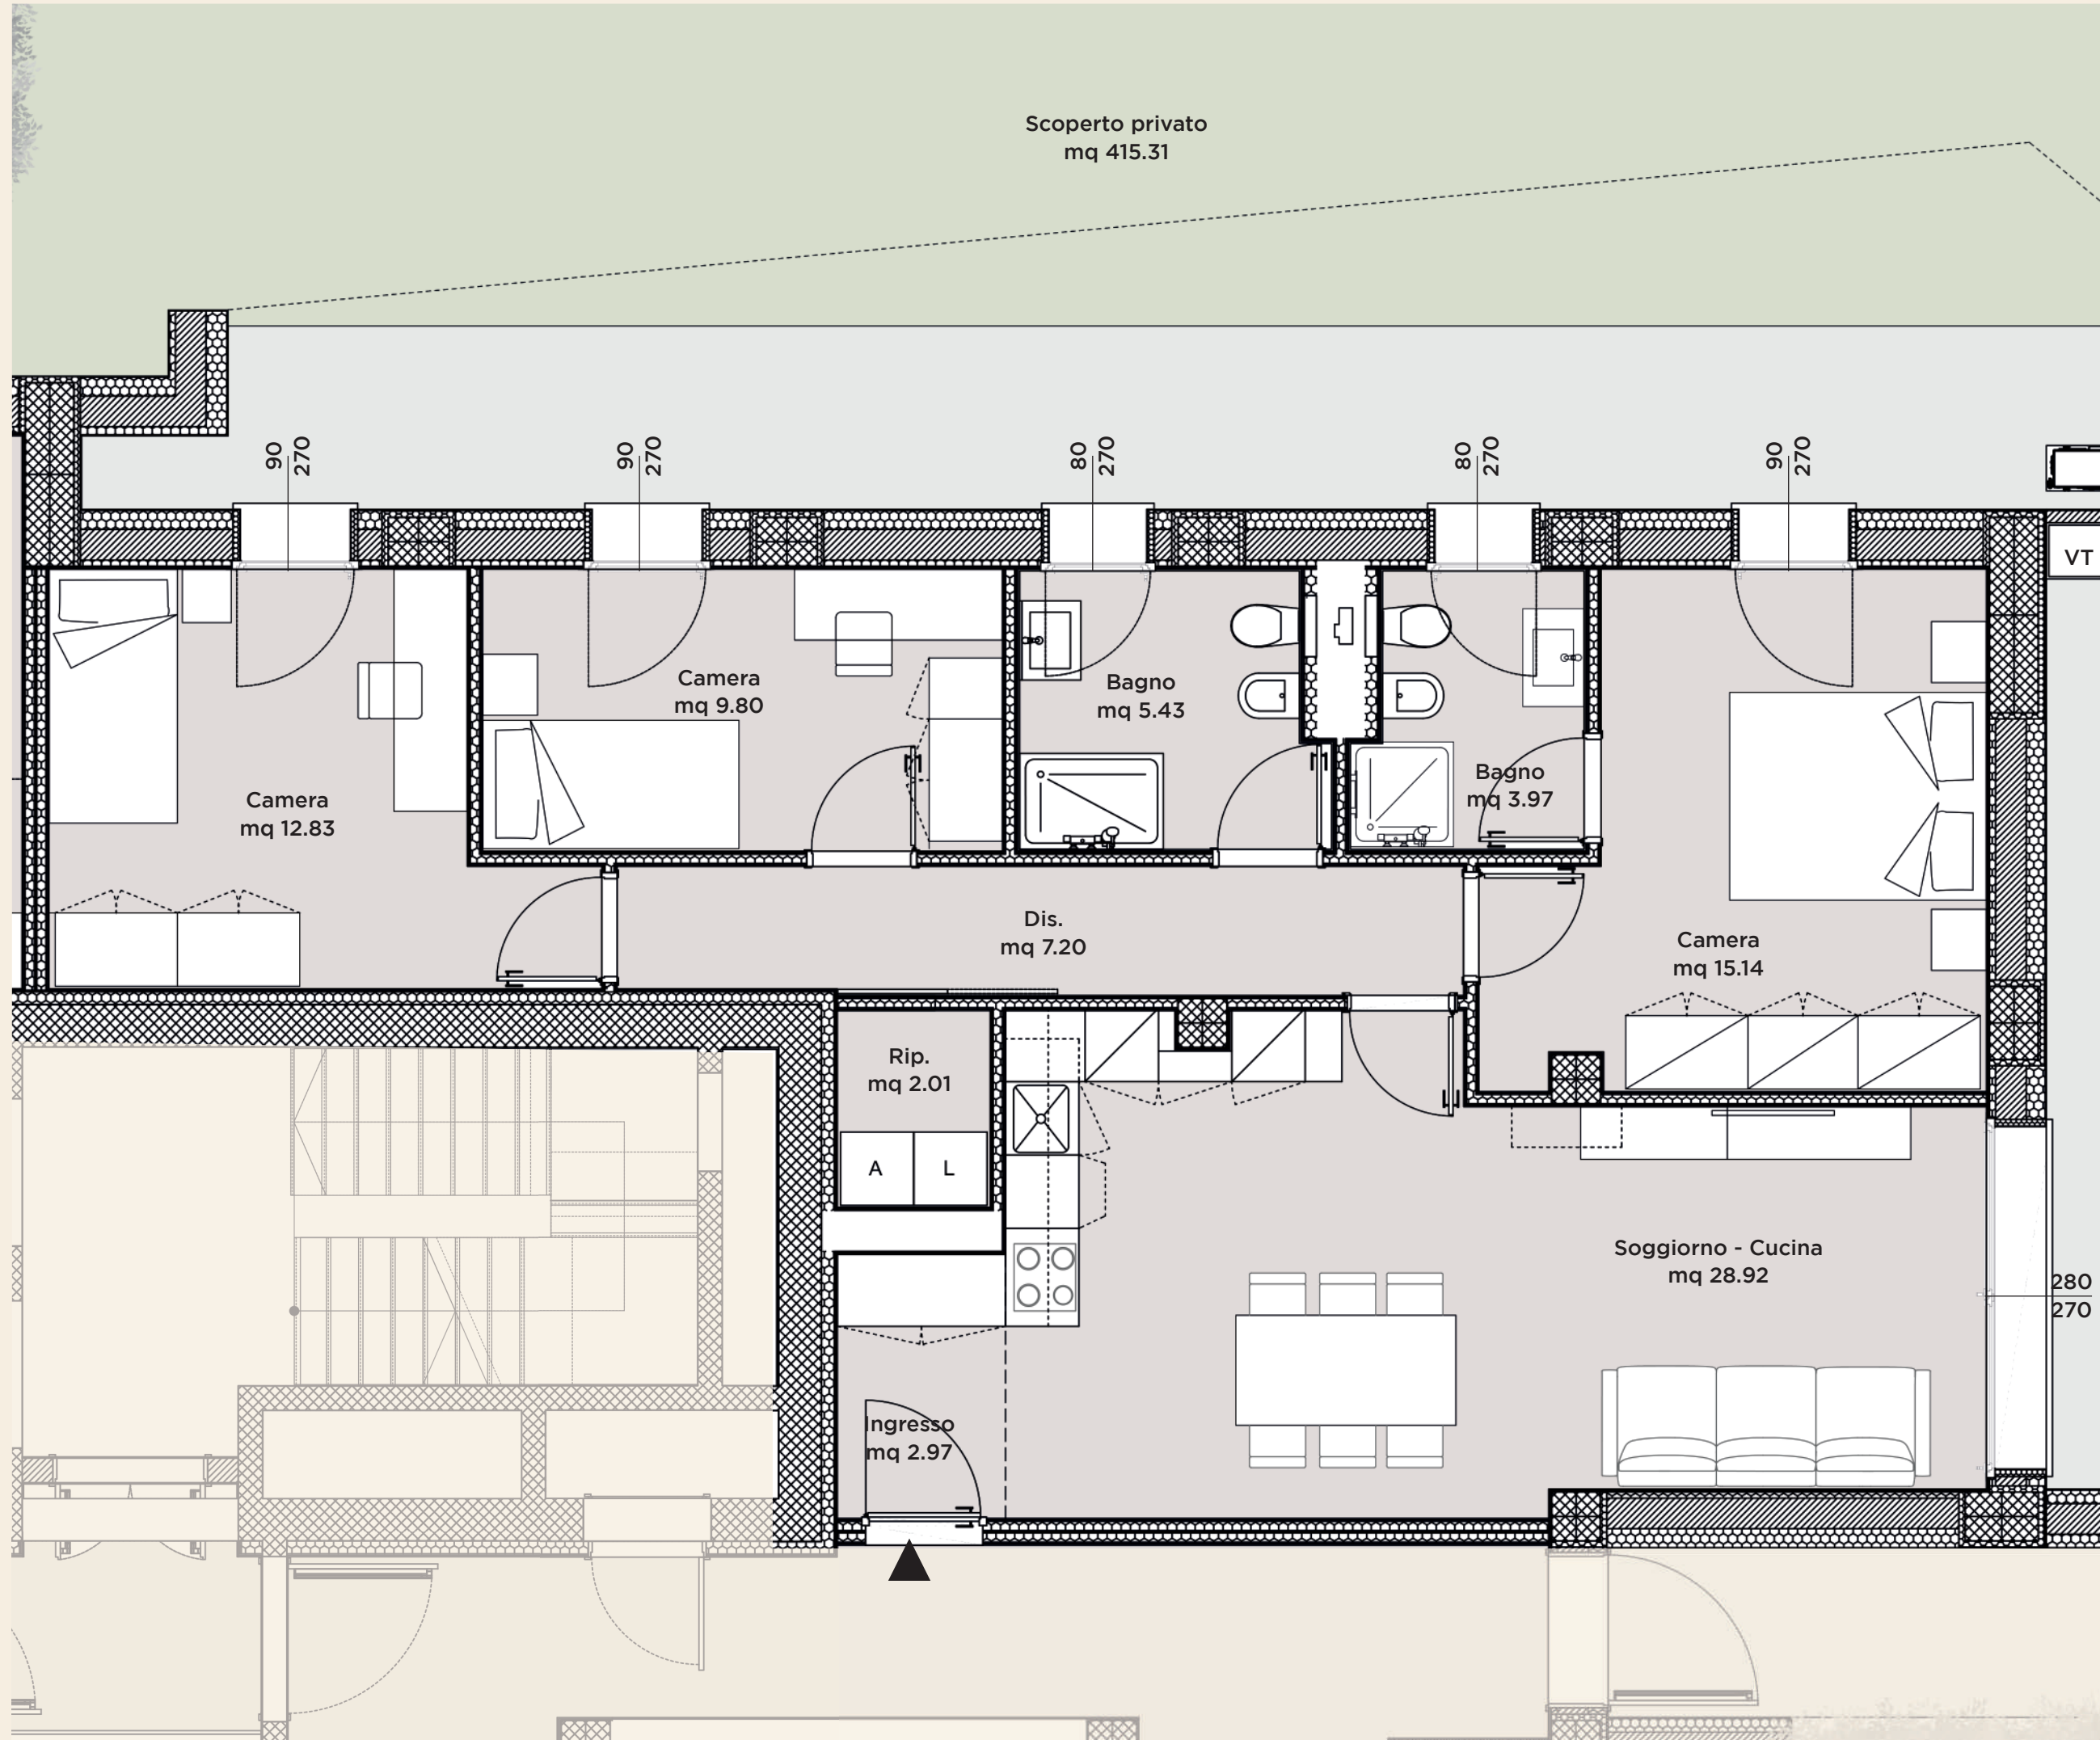 Scoperto privato
mq 415.31
90
270
90
270
80
270
80
270
90
270
VT
Camera
mq 12.83
Camera
mq 9.80
Bagno
mq 5.43
Bagno
mq 3.97
Camera
mq 15.14
Dis.
mq 7.20
Rip.
mq 2.01
A
L
Soggiorno - Cucina
mq 28.92
280
270
Ingresso
mq 2.97